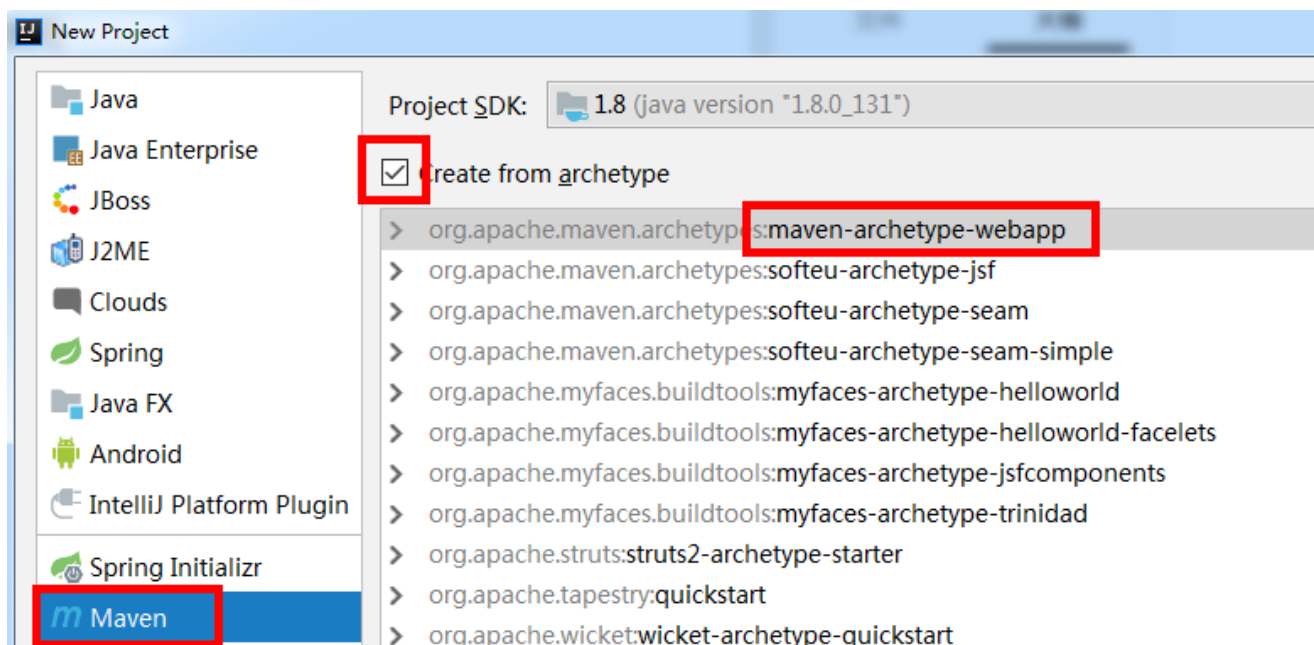 New Project
Java
Java Enterprise
JBoss
J2ME
Clouds
Spring
Java FX
Android
IntelliJ Platform Plugin
Spring Initializr
Maven
Project SDK: 1.8 (java version "1.8.0_131")
Create from archetype
org.apache.maven.archetypes:maven-archetype-webapp
org.apache.maven.archetypes:softeu-archetype-jsf
org.apache.maven.archetypes:softeu-archetype-seam
org.apache.maven.archetypes:softeu-archetype-seam-simple
org.apache.myfaces.buildtools:myfaces-archetype-helloworld
org.apache.myfaces.buildtools:myfaces-archetype-helloworld-facelets
org.apache.myfaces.buildtools:myfaces-archetype-jsfcomponents
org.apache.myfaces.buildtools:myfaces-archetype-trinidad
org.apache.struts:struts2-archetype-starter
org.apache.tapestry:quickstart
org.apache.wicket:wicket-archetype-quickstart